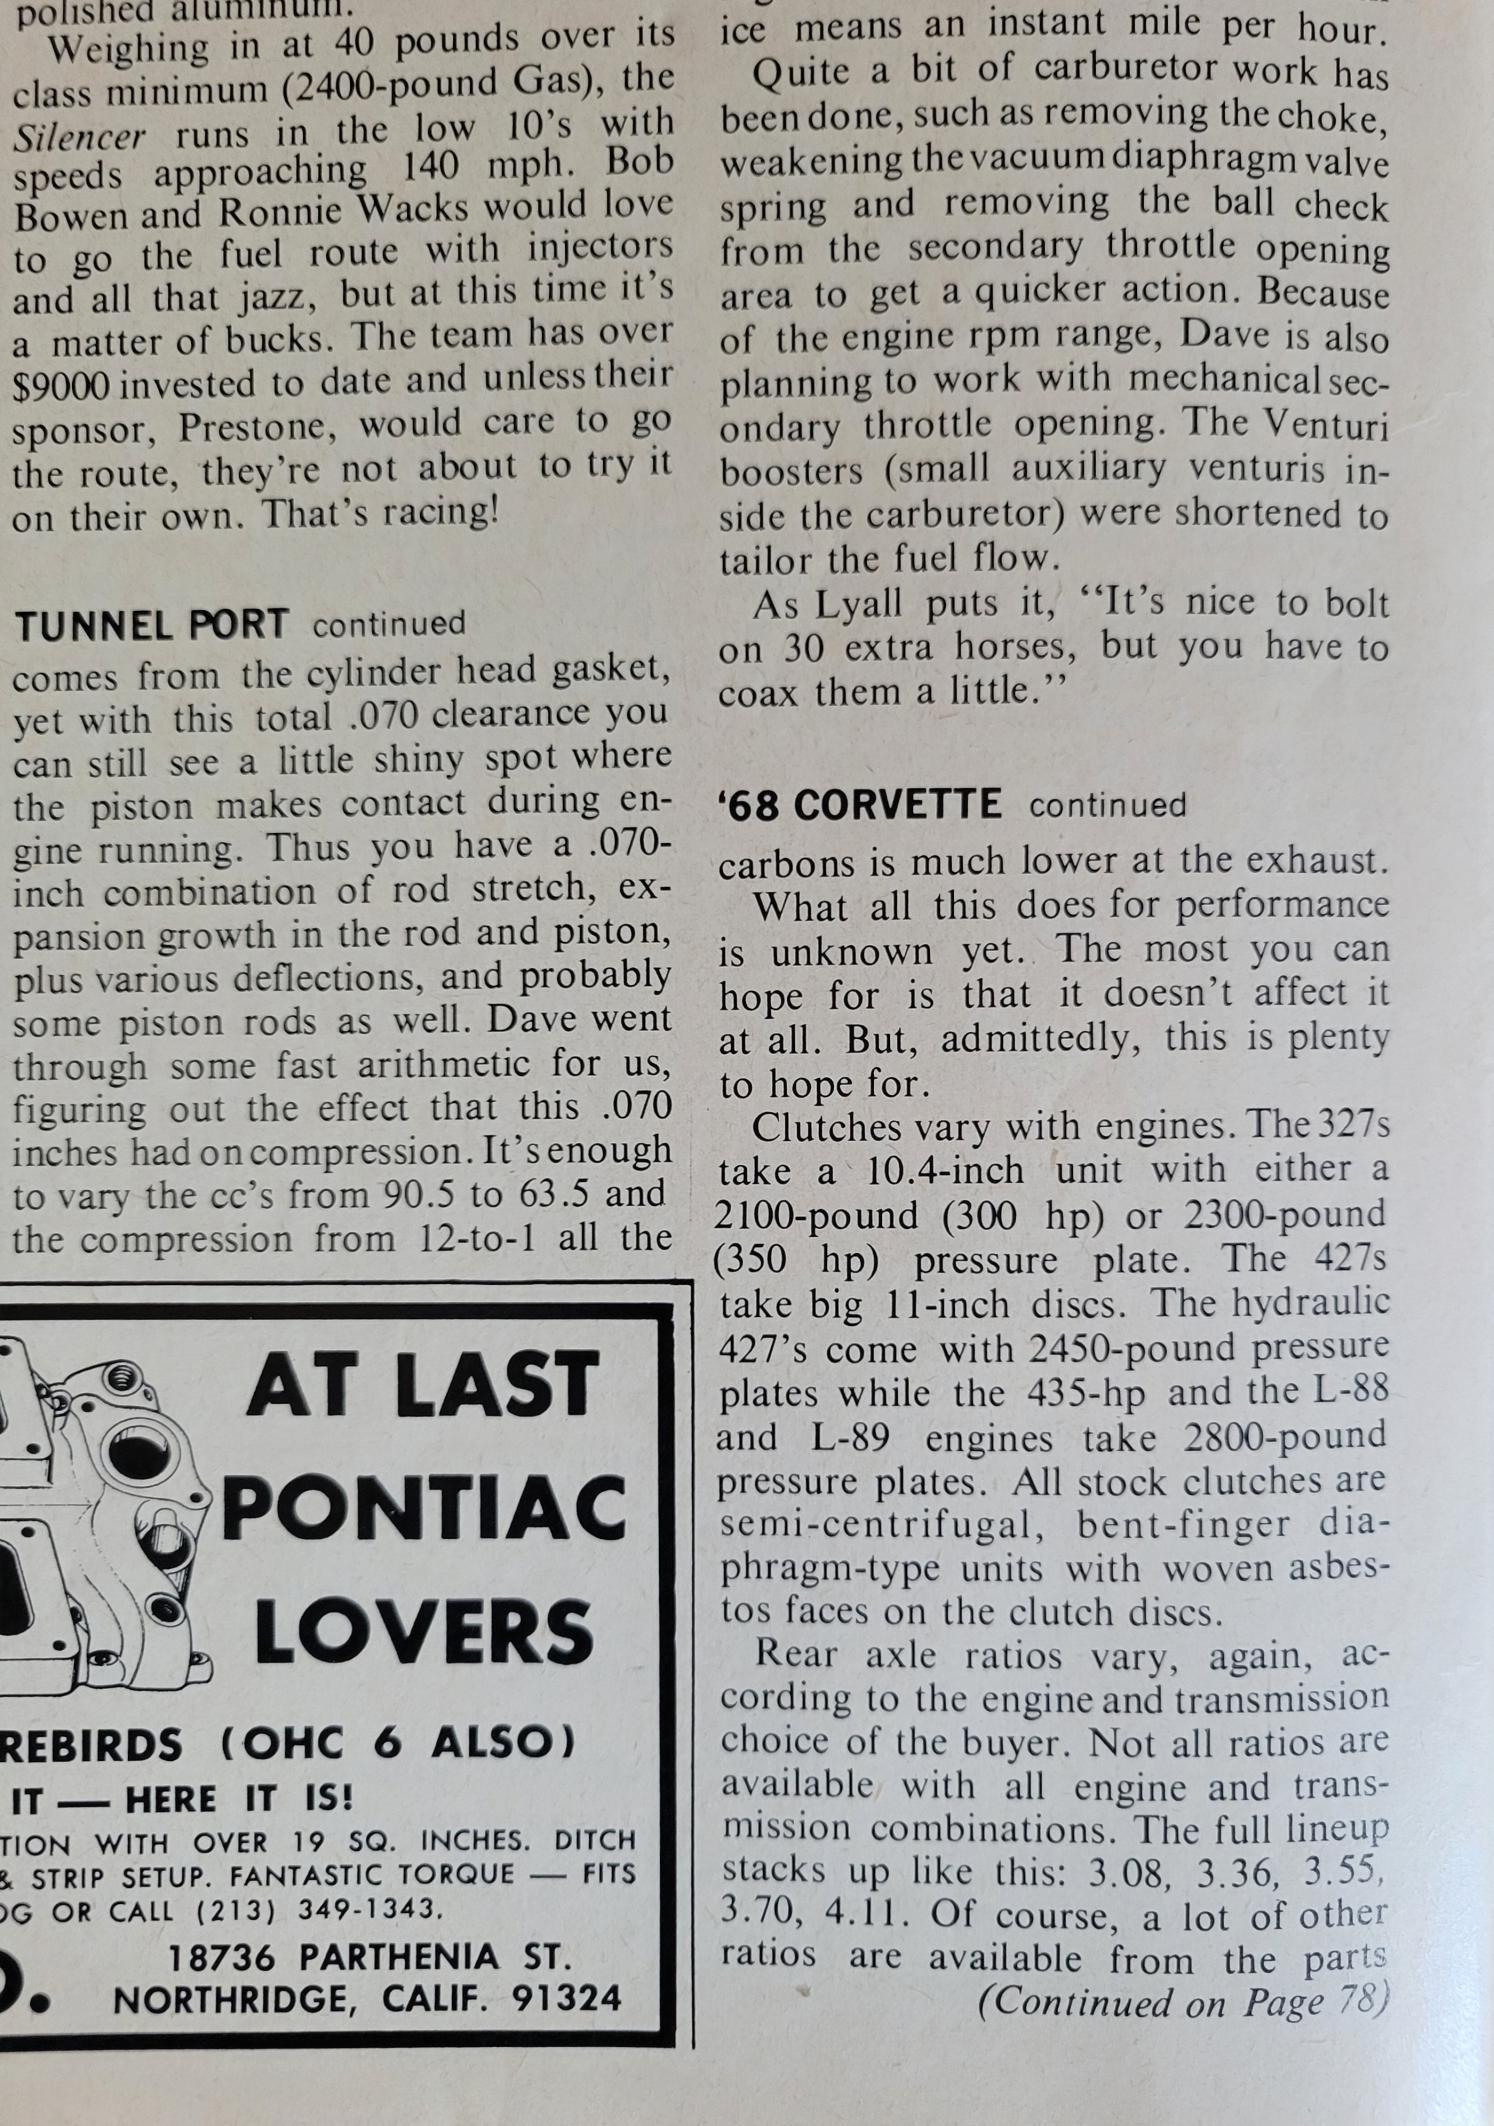 polished aluminum.
Weighing in at 40 pounds over its
class minimum (2400-pound Gas), the
Silencer runs in the low 10's with
speeds approaching 140 mph. Bob
Bowen and Ronnie Wacks would love
to go the fuel route with injectors
and all that jazz, but at this time it's
a matter of bucks. The team has over
$9000 invested to date and unless their
sponsor, Prestone, would care to go
the route, they're not about to try it
on their own. That's racing!
TUNNEL PORT continued
comes from the cylinder head gasket,
yet with this total .070 clearance you
can still see a little shiny spot where
the piston makes contact during en-
gine running. Thus you have a .070-
inch combination of rod stretch, ex-
pansion growth in the rod and piston,
plus various deflections, and probably
some piston rods as well. Dave went
through some fast arithmetic for us,
figuring out the effect that this .070
inches had on compression. It's enough
to vary the cc's from 90.5 to 63.5 and
the compression from 12-to-1 all the
AT LAST
PONTIAC
LOVERS
REBIRDS (OHC 6 ALSO)
IT — HERE IT IS!
TION WITH OVER 19 SQ. INCHES. DITCH
& STRIP SETUP. FANTASTIC TORQUE — FITS
OG OR CALL (213) 349-1343.
18736 PARTHENIA ST.
NORTHRIDGE, CALIF. 91324
ice means an instant mile per hour.
Quite a bit of carburetor work has
been done, such as removing the choke,
weakening the vacuum diaphragm valve
spring and removing the ball check
from the secondary throttle opening
area to get a quicker action. Because
of the engine rpm range, Dave is also
planning to work with mechanical sec-
ondary throttle opening. The Venturi
boosters (small auxiliary venturis in-
side the carburetor) were shortened to
tailor the fuel flow.
As Lyall puts it, "It's nice to bolt
on 30 extra horses, but you have to
coax them a little."
'68 CORVETTE continued
carbons is much lower at the exhaust.
What all this does for performance
is unknown yet. The most you can
hope for is that it doesn't affect it
at all. But, admittedly, this is plenty
to hope for.
Clutches vary with engines. The 327s
take a 10.4-inch unit with either a
2100-pound (300 hp) or 2300-pound
(350 hp) pressure plate. The 427s
take big 11-inch discs. The hydraulic
427's come with 2450-pound pressure
plates while the 435-hp and the L-88
and L-89 engines take 2800-pound
pressure plates. All stock clutches are
semi-centrifugal, bent-finger dia-
phragm-type units with woven asbes-
tos faces on the clutch discs.
Rear axle ratios vary, again, ac-
cording to the engine and transmission
choice of the buyer. Not all ratios are
available with all engine and trans-
mission combinations. The full lineup
stacks up like this: 3.08, 3.36, 3.55,
3.70, 4.11. Of course, a lot of other
ratios are available from the parts
(Continued on Page 78)